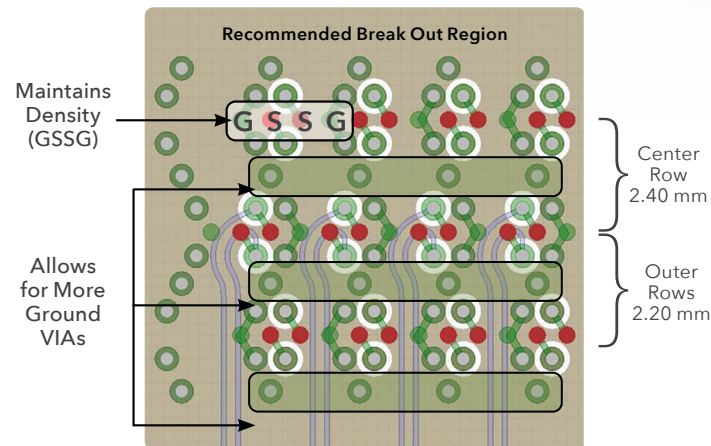 Recommended Break Out Region
Maintains
Density
(GSSG)
G S S G
Center
Row
2.40 mm
Allows
for More
Ground
VIAs
Outer
Rows
2.20 mm